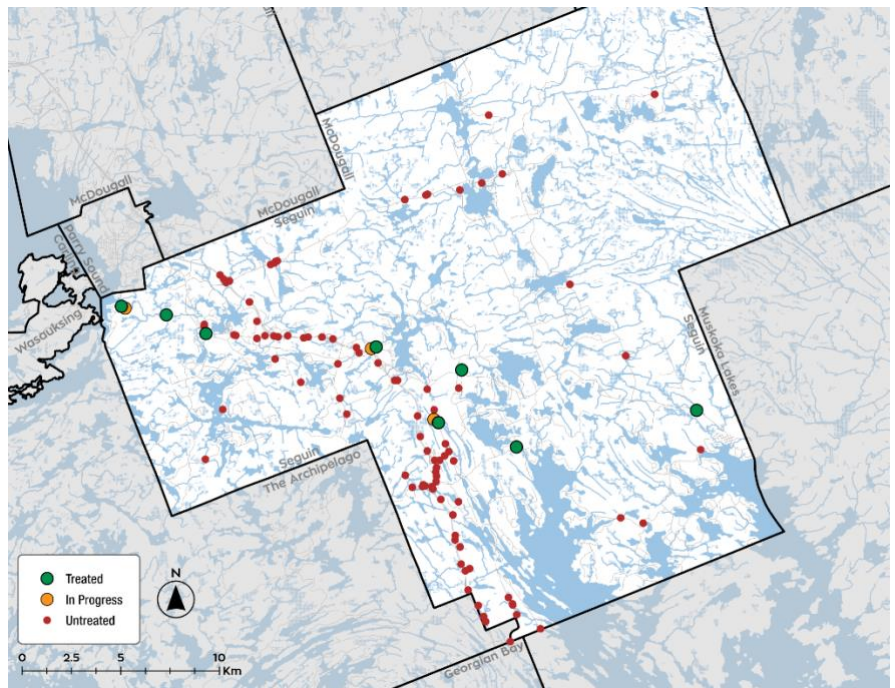 McDougall
McDougall
McDougall
Seguin
Parry Sound
Carling
Wasauksing
Muskoka Lakes
Seguin
Seguin
The Archipelago
Georgian Bay
Treated
In Progress
Untreated
N
0 2.5 5 10
Km